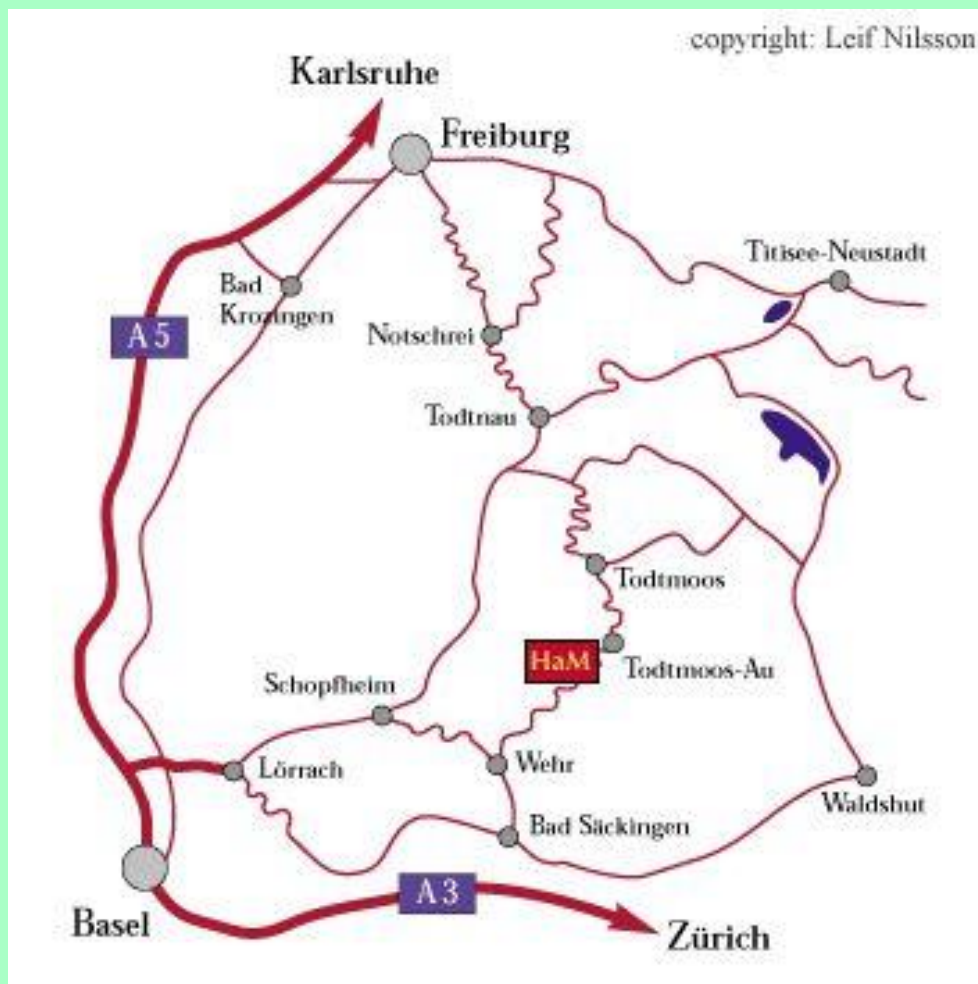 copyright: Leif Nilsson
Karlsruhe
Freiburg
Titisee-Neustadt
Bad
Krozingen
A 5
Notschrei
Todtnau
Todtmoos
HaM
Todtmoos-Au
Schopfheim
Lörrach
Wehr
Waldshut
Bad Säckingen
A 3
Basel
Zürich